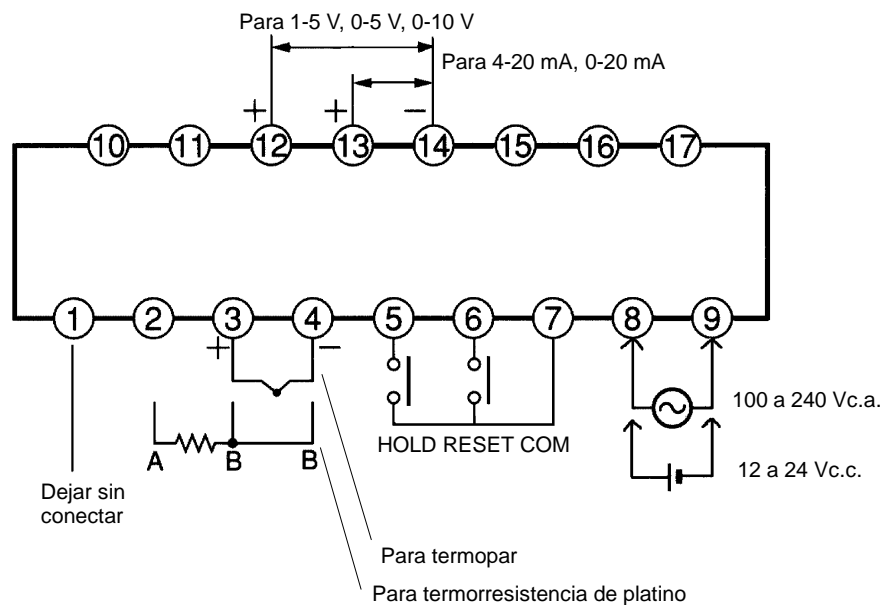 Para 1-5 V, 0-5 V, 0-10 V
Para 4-20 mA, 0-20 mA
+ + −
10 11 12 13 14 15 16 17
1 2 3 4 5 6 7 8 9
+ −
100 a 240 Vc.a.
HOLD RESET COM
A B B
12 a 24 Vc.c.
Dejar sin
conectar
Para termopar
Para termorresistencia de platino